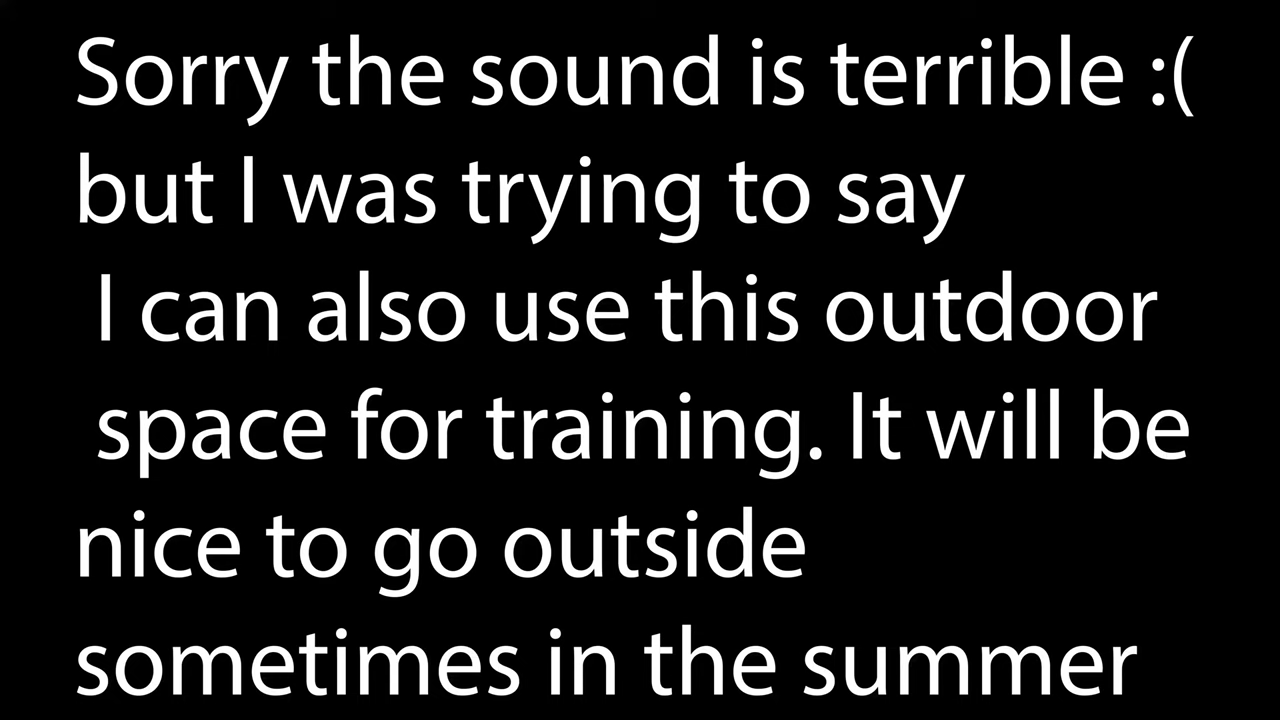 Sorry the sound is terrible :(
but I was trying to say
I can also use this outdoor
space for training. It will be
nice to go outside
sometimes in the summer